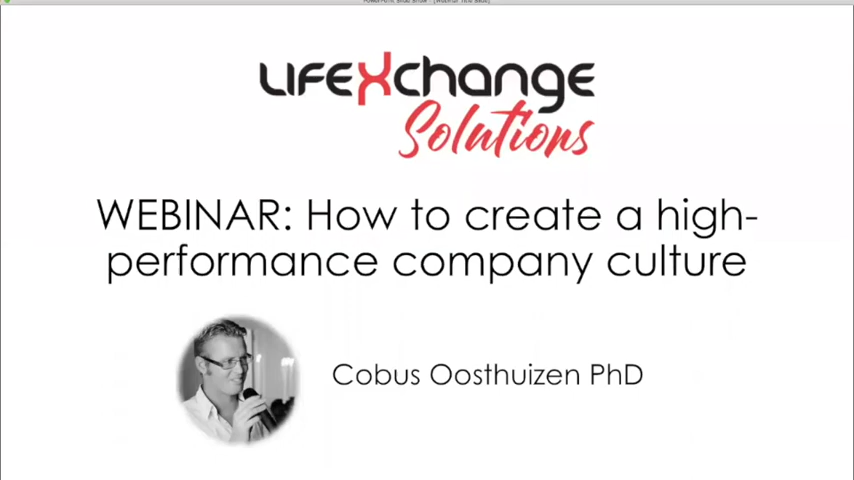 LIFEXchange
Solutions
WEBINAR: How to create a high-
performance company culture
Cobus Oosthuizen PhD